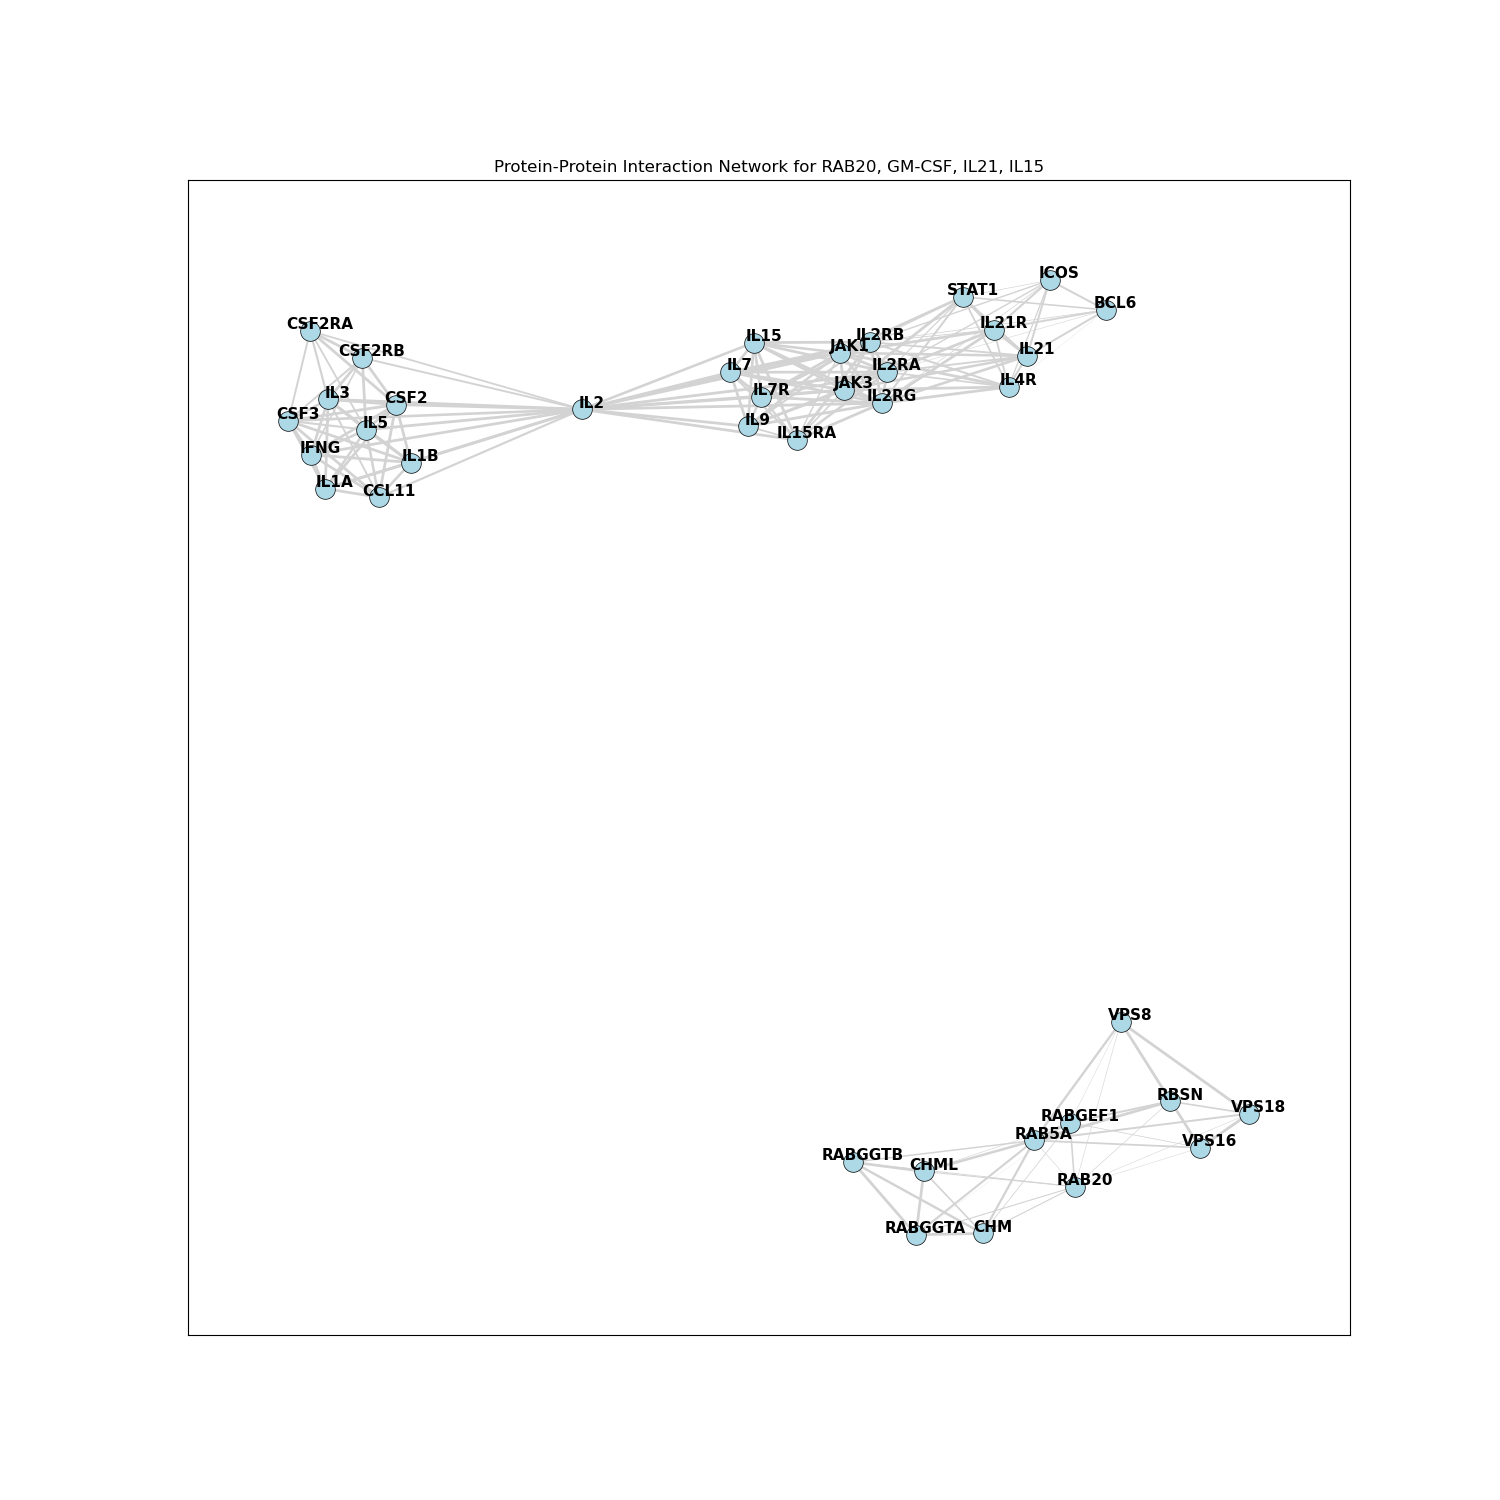 Protein-Protein Interaction Network for RAB20, GM-CSF, IL21, IL15
ICOS
STAT1
BCL6
CSF2RA
IL21R
IL15
IL2RB
JAK1
IL21
CSF2RB
IL7
IL2RA
IL4R
JAK3
IL7R
IL3
CSF2
IL2RG
IL2
CSF3
IL5
IL9
IL15RA
IFNG
IL1B
IL1A
CCL11
VPS8
RBSN
VPS18
RABGEF1
RAB5A
VPS16
RABGGTB
CHML
RAB20
RABGGTA
CHM